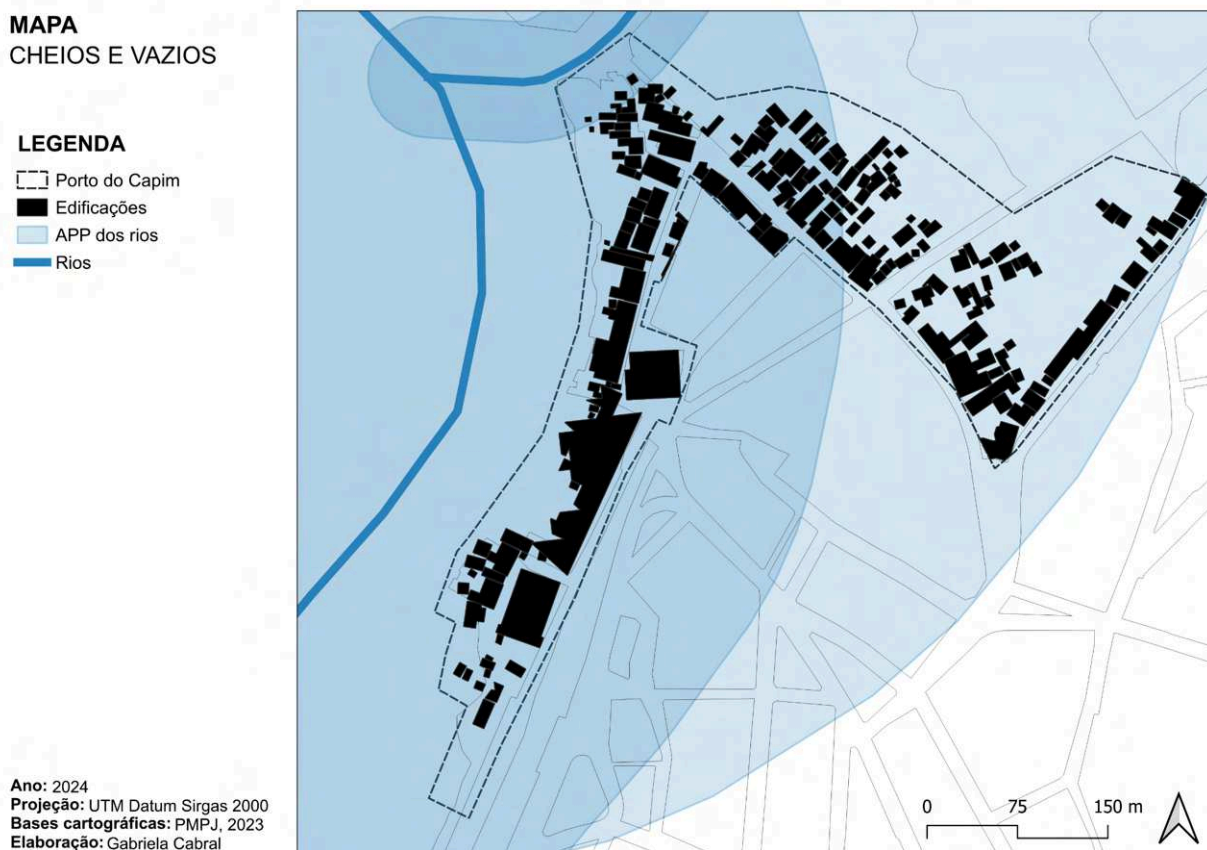 MAPA
CHEIOS E VAZIOS
LEGENDA
Porto do Capim
Edificações
APP dos rios
Rios
Ano: 2024
Projeção: UTM Datum Sirgas 2000
Bases cartográficas: PMPJ, 2023
Elaboração: Gabriela Cabral
0 75 150 m